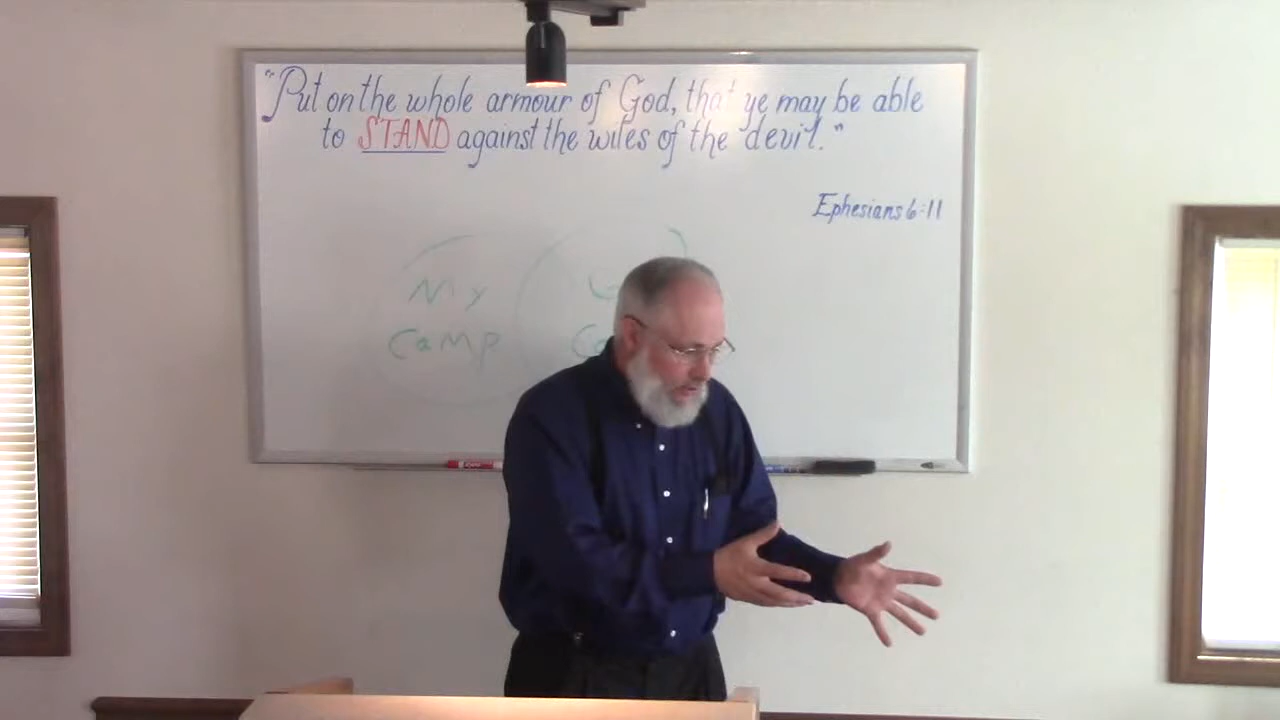 "Put on the whole armour of God, that ye may be able
to STAND against the wiles of the devil."
Ephesians 6:11
My
Camp